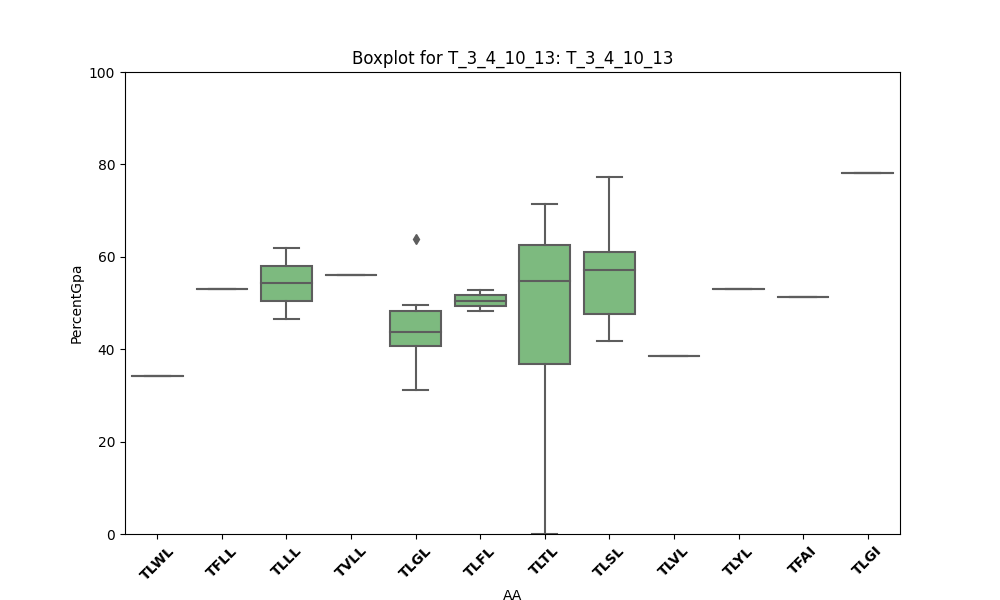 Boxplot for T_3_4_10_13: T_3_4_10_13
100
80
60
40
20
0
PercentGpa
TLWL TFLL TLLL TVLL TLGL TLFL TLTL TLSL TLVL TLYL TFAI TLGI
AA